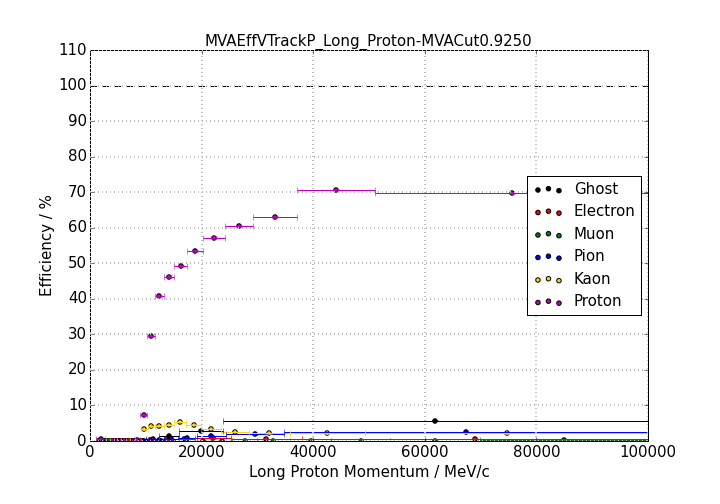 MVAEffVTrackP_Long_Proton-MVACut0.9250
110
100
90
80
70
60
50
40
30
20
10
0
Efficiency / %
Ghost
Electron
Muon
Pion
Kaon
Proton
0
20000
40000
60000
80000
100000
Long Proton Momentum / MeV/c